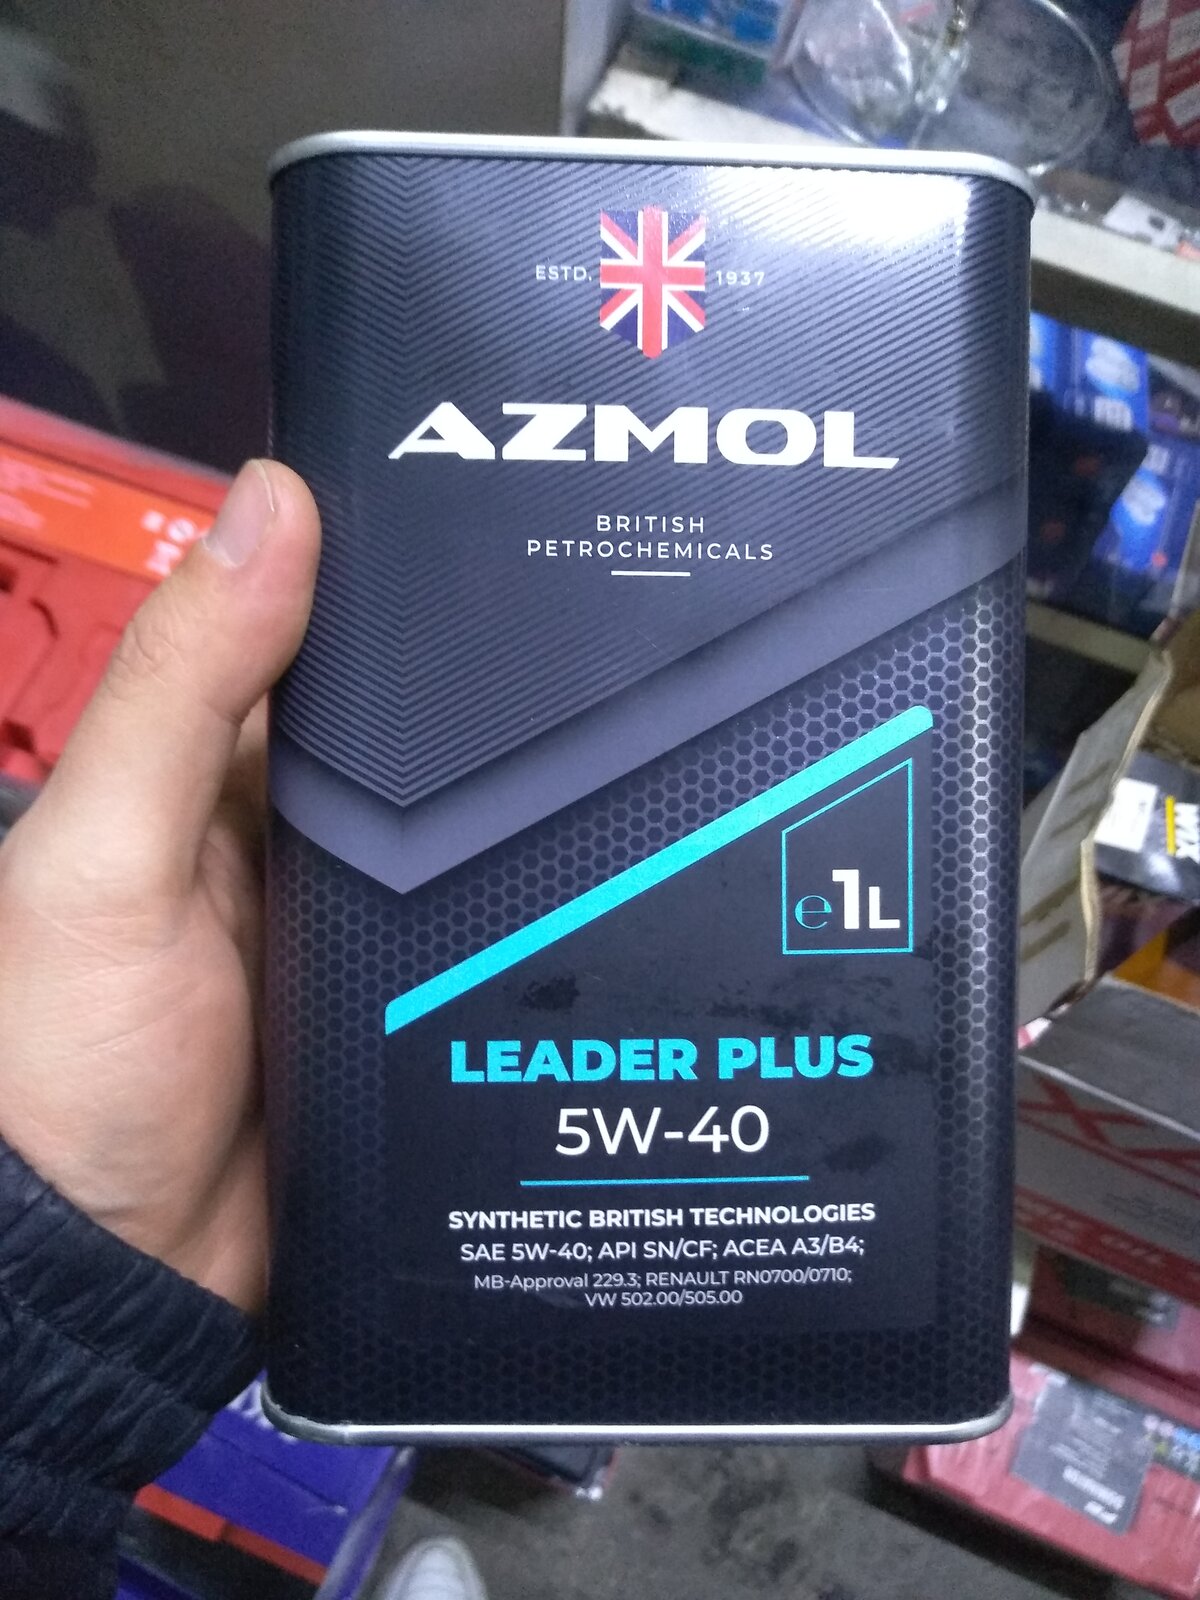 ESTD. 1937
AZMOL
BRITISH
PETROCHEMICALS
e1L
LEADER PLUS
5W-40
SYNTHETIC BRITISH TECHNOLOGIES
SAE 5W-40; API SN/CF; ACEA A3/B4;
MB-Approval 229.3; RENAULT RN0700/0710;
VW 502.00/505.00
WIX